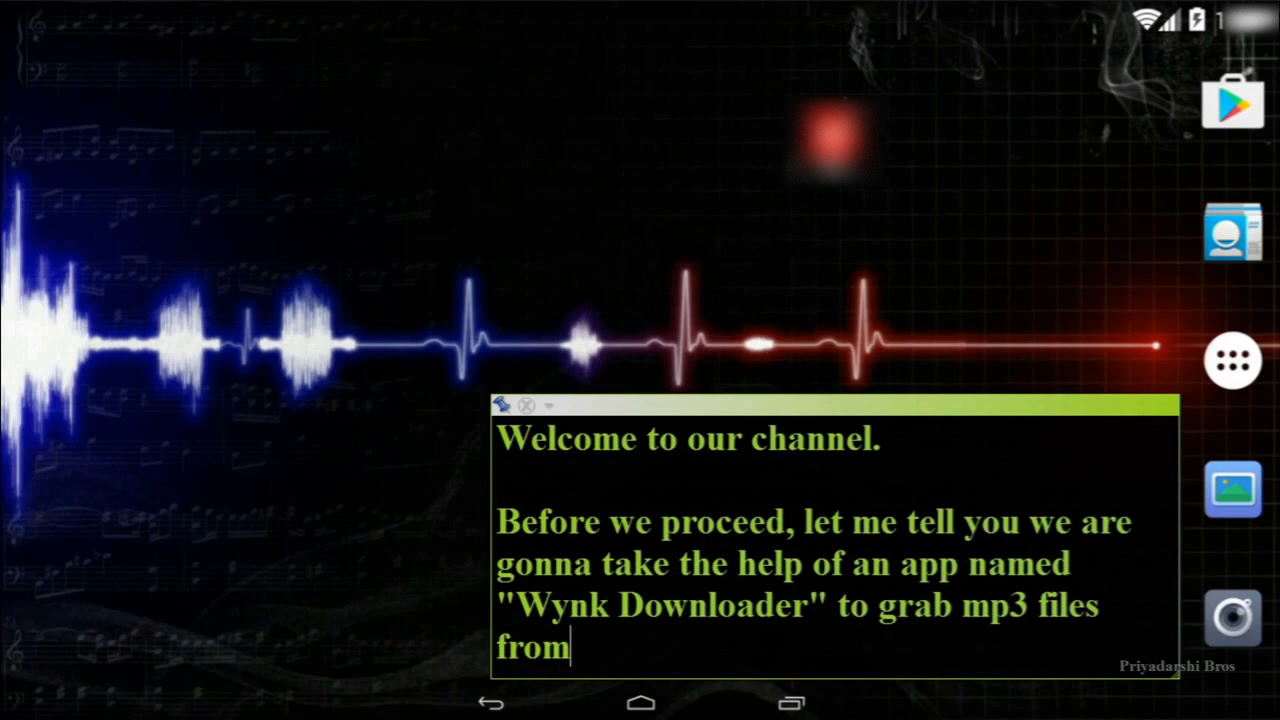 Welcome to our channel.
Before we proceed, let me tell you we are
gonna take the help of an app named
"Wynk Downloader" to grab mp3 files
from
Priyadarshi Bros